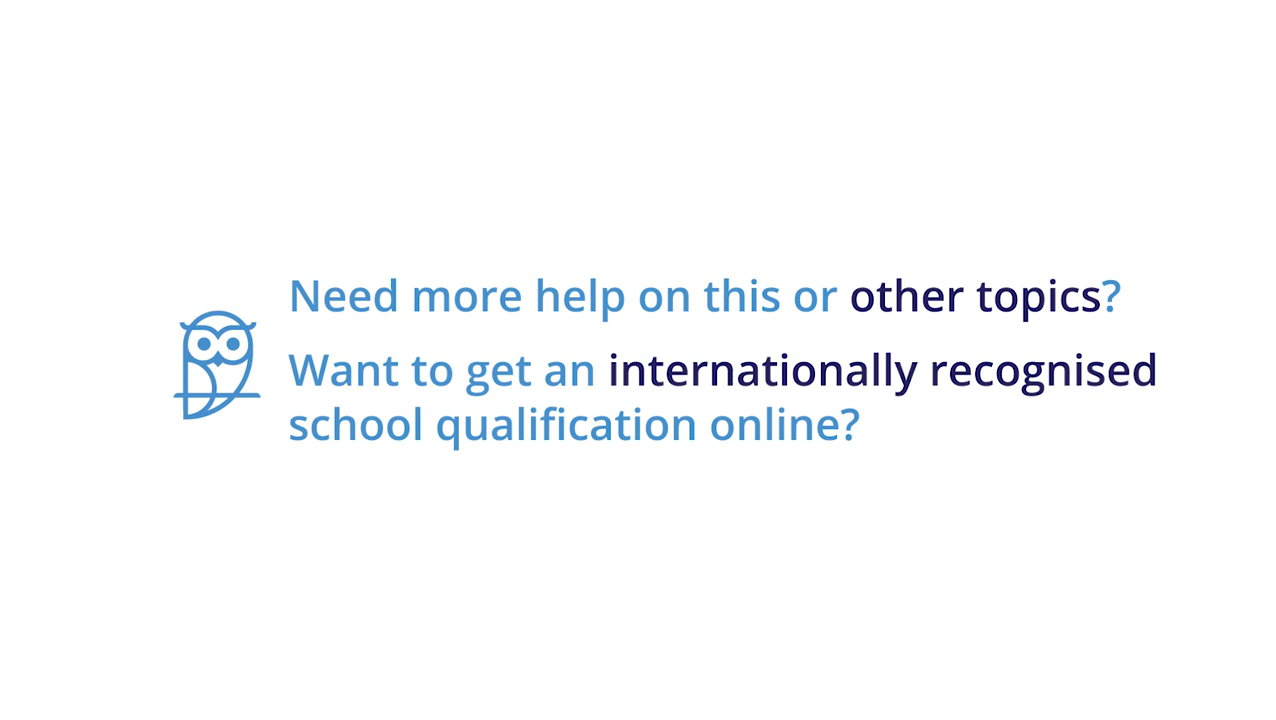 Need more help on this or other topics?
Want to get an internationally recognised
school qualification online?